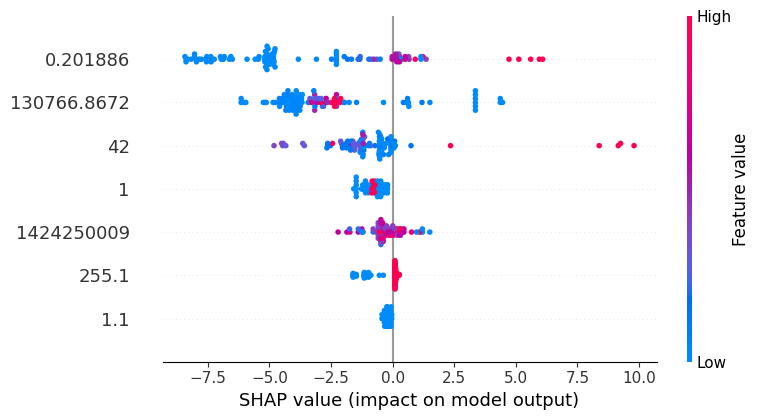 High
0.201886
130766.8672
42
1
1424250009
255.1
1.1
Feature value
Low
−7.5 −5.0 −2.5 0.0 2.5 5.0 7.5 10.0
SHAP value (impact on model output)